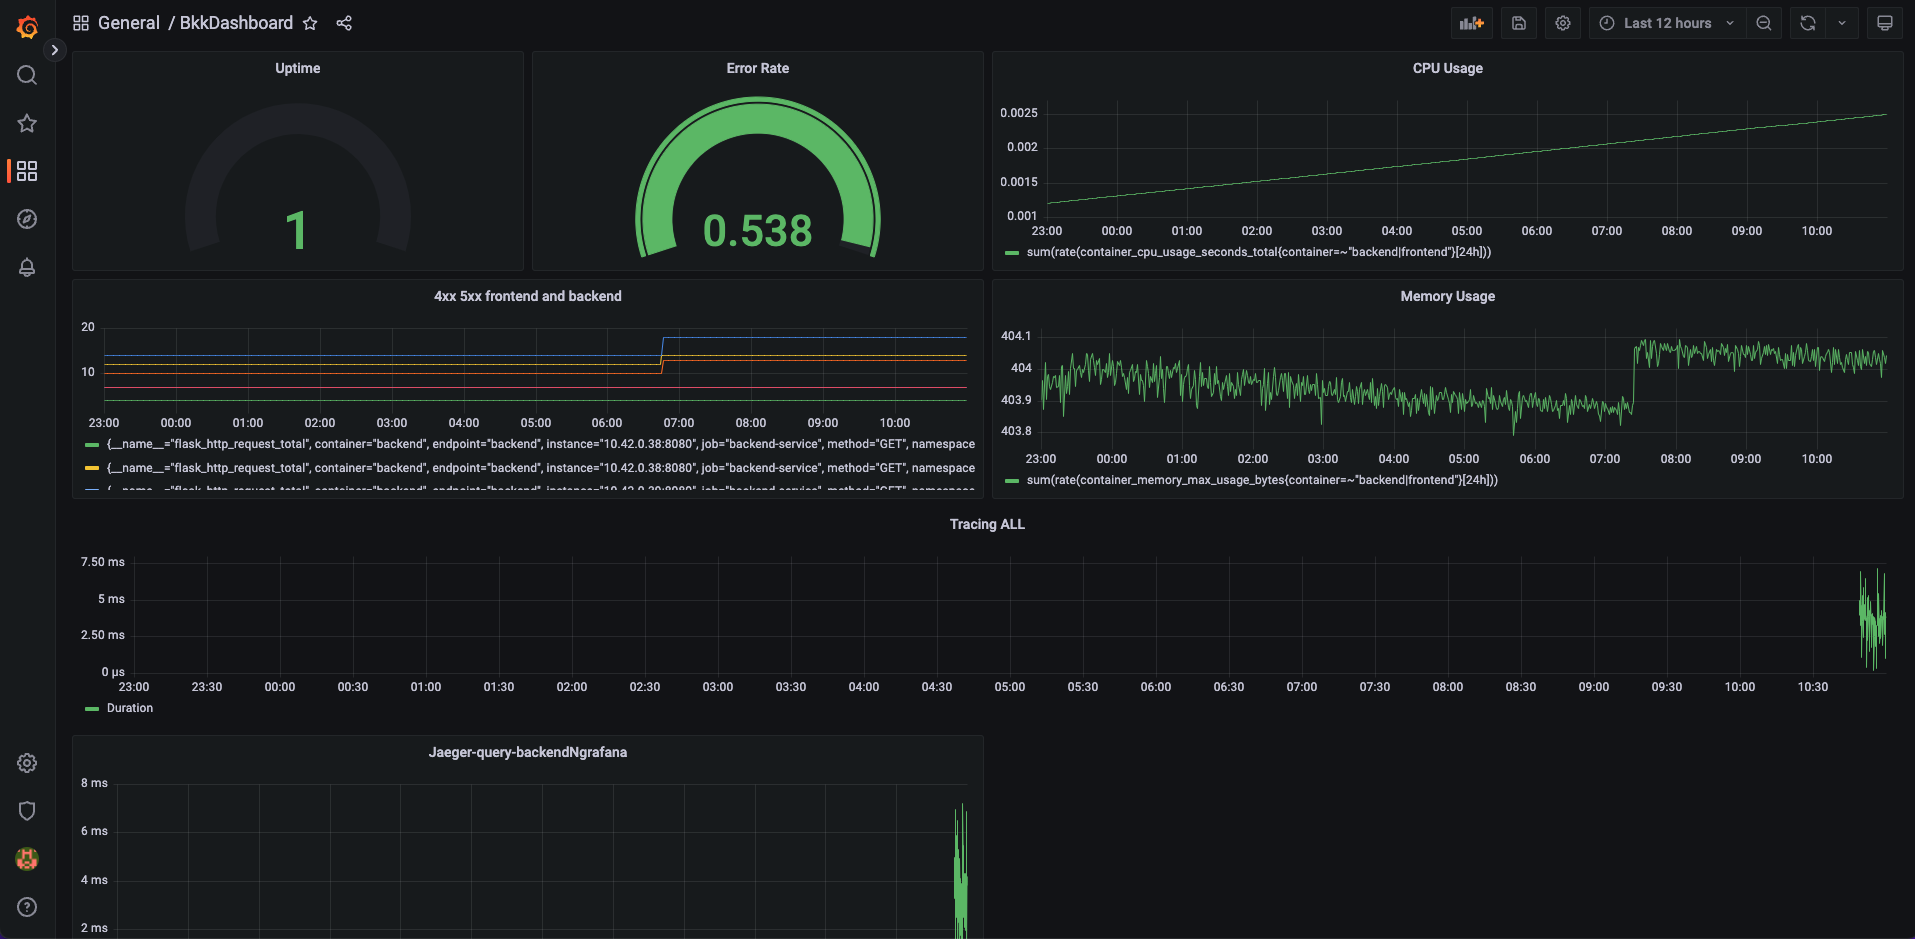 General / BkkDashboard
Last 12 hours
Uptime
1
Error Rate
0.538
CPU Usage
0.0025
0.002
0.0015
0.001
23:00 00:00 01:00 02:00 03:00 04:00 05:00 06:00 07:00 08:00 09:00 10:00
sum(rate(container_cpu_usage_seconds_total{container=~"backend|frontend"}[24h]))
4xx 5xx frontend and backend
20
10
23:00 00:00 01:00 02:00 03:00 04:00 05:00 06:00 07:00 08:00 09:00 10:00
{__name__="flask_http_request_total", container="backend", endpoint="backend", instance="10.42.0.38:8080", job="backend-service", method="GET", namespace
{__name__="flask_http_request_total", container="backend", endpoint="backend", instance="10.42.0.38:8080", job="backend-service", method="GET", namespace
Memory Usage
404.1
404
403.9
403.8
23:00 00:00 01:00 02:00 03:00 04:00 05:00 06:00 07:00 08:00 09:00 10:00
sum(rate(container_memory_max_usage_bytes{container=~"backend|frontend"}[24h]))
Tracing ALL
7.50 ms
5 ms
2.50 ms
0 µs
23:00 23:30 00:00 00:30 01:00 01:30 02:00 02:30 03:00 03:30 04:00 04:30 05:00 05:30 06:00 06:30 07:00 07:30 08:00 08:30 09:00 09:30 10:00 10:30
Duration
Jaeger-query-backendNgrafana
8 ms
6 ms
4 ms
2 ms